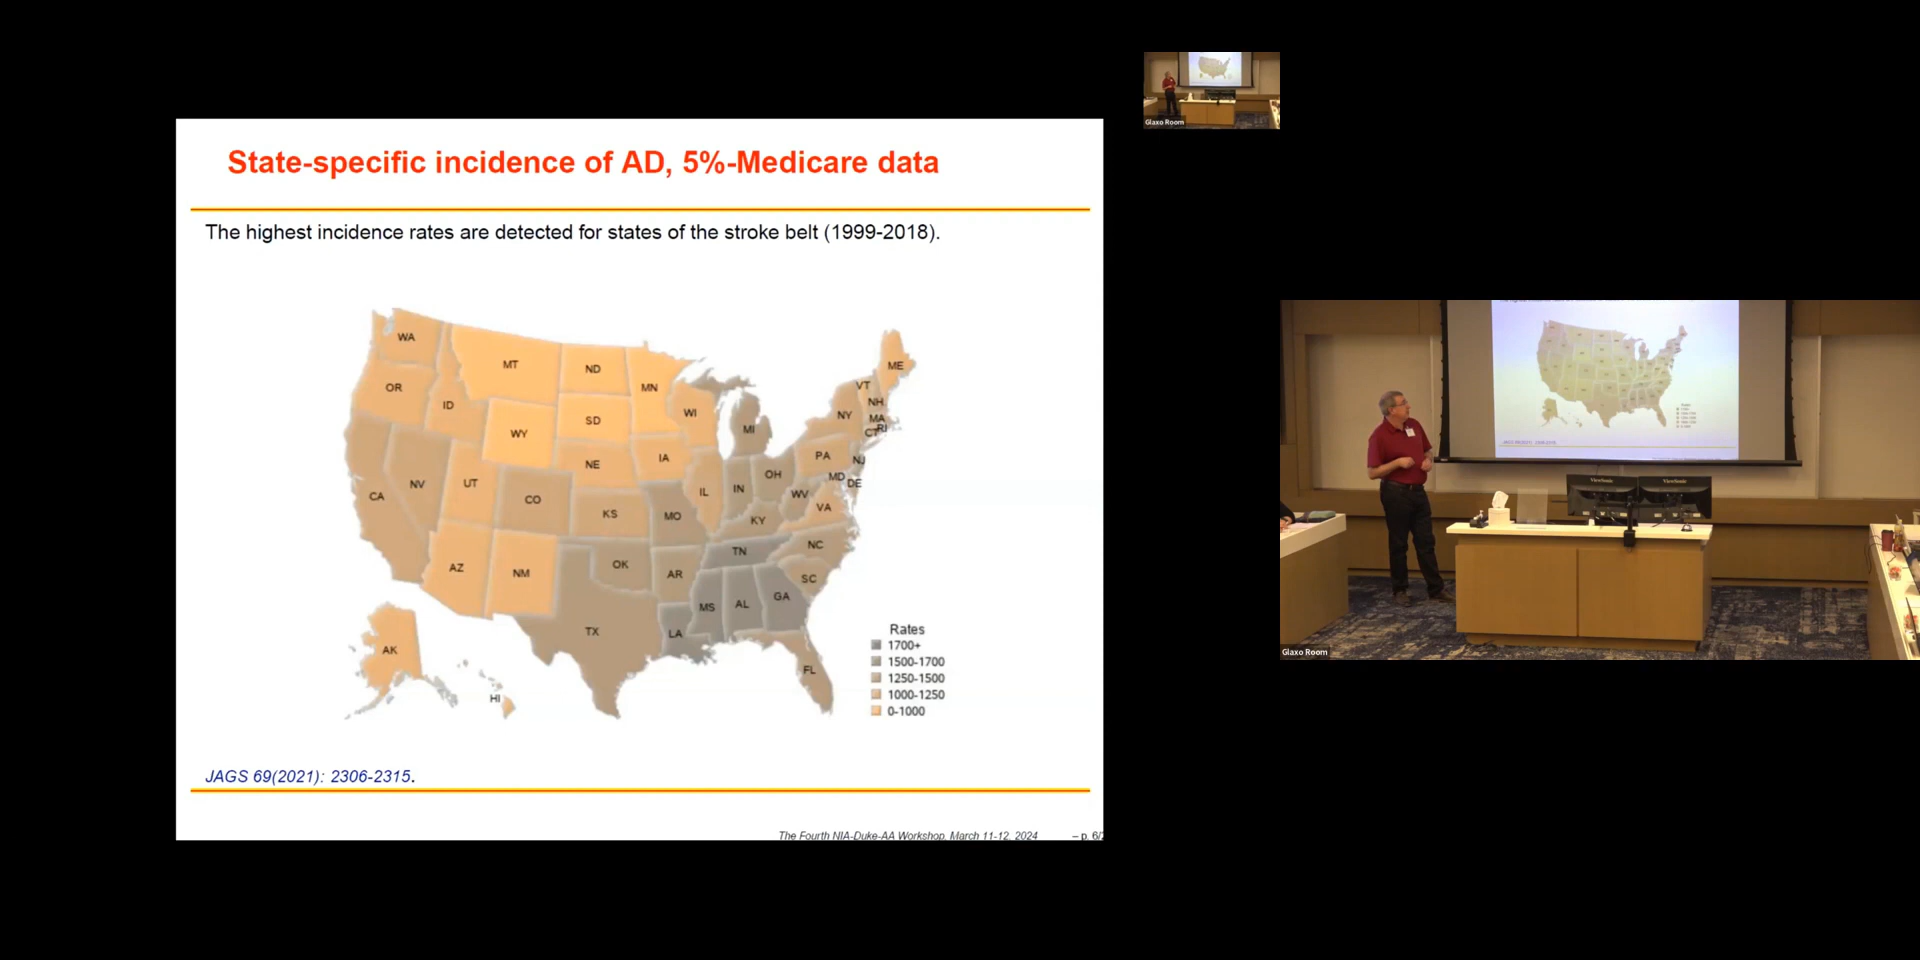 State-specific incidence of AD, 5%-Medicare data
The highest incidence rates are detected for states of the stroke belt (1999-2018).
WA
MT
ND
MN
ME
OR
ID
WY
SD
WI
MI
NY
VT
NH
MA
RI
CT
NV
UT
CO
NE
IA
IL
IN
OH
PA
NJ
MD
DE
WV
VA
CA
KS
MO
KY
AZ
NM
OK
AR
TN
NC
SC
TX
LA
MS
AL
GA
FL
AK
HI
Rates
1700+
1500-1700
1250-1500
1000-1250
0-1000
JAGS 69(2021): 2306-2315.
The Fourth NIA-Duke-AA Workshop, March 11-12, 2024
– p. 6/2
Glaxo Room
ViewSonic
ViewSonic
Glaxo Room